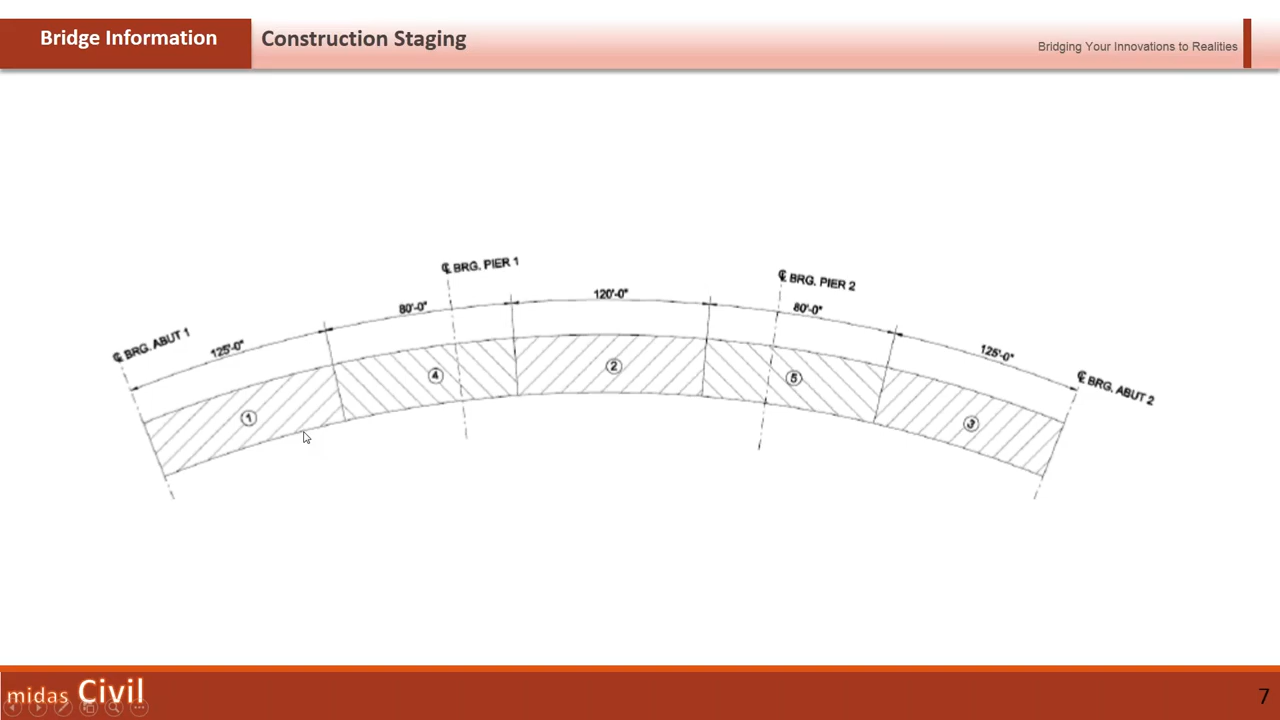 Bridge Information
Construction Staging
Bridging Your Innovations to Realities
℄ BRG. PIER 1
℄ BRG. PIER 2
120'-0"
80'-0"
80'-0"
℄ BRG. ABUT 1
125'-0"
125'-0"
℄ BRG. ABUT 2
2
4
5
1
3
midas Civil
7